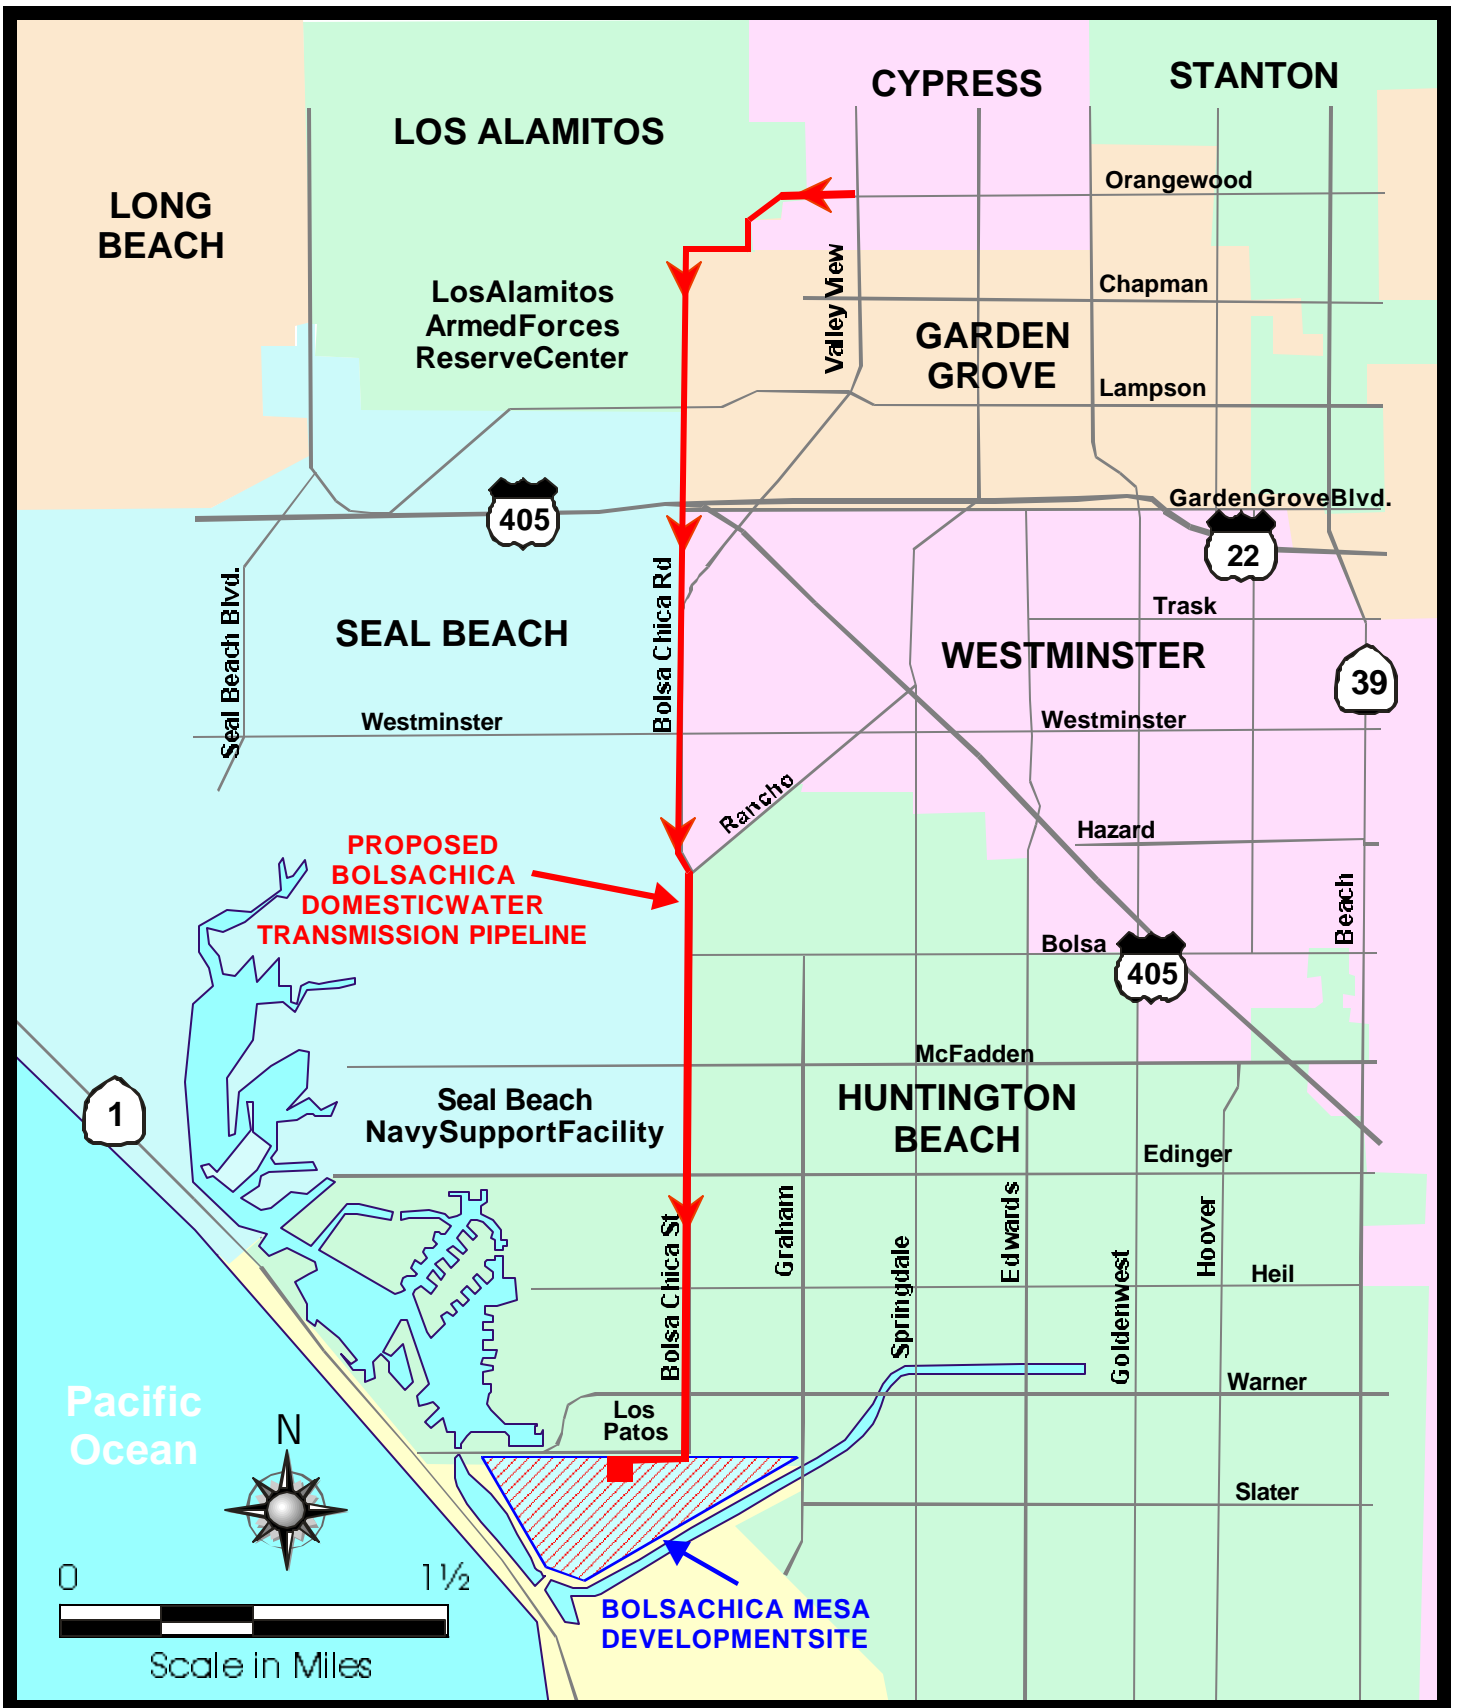 CYPRESS
STANTON
LOS ALAMITOS
LONG
BEACH
Orangewood
Valley View
Chapman
LosAlamitos
ArmedForces
ReserveCenter
GARDEN
GROVE
Lampson
GardenGroveBlvd.
405
22
Seal Beach Blvd.
Bolsa Chica Rd
Trask
SEAL BEACH
WESTMINSTER
39
Westminster
Westminster
Rancho
Hazard
PROPOSED
BOLSACHICA
DOMESTICWATER
TRANSMISSION PIPELINE
Beach
Bolsa
405
McFadden
1
Seal Beach
NavySupportFacility
HUNTINGTON
BEACH
Edinger
Bolsa Chica St
Graham
Springdale
Edwards
Goldenwest
Hoover
Heil
Warner
Pacific
Ocean
N
Los
Patos
Slater
0
1½
Scale in Miles
BOLSACHICA MESA
DEVELOPMENTSITE